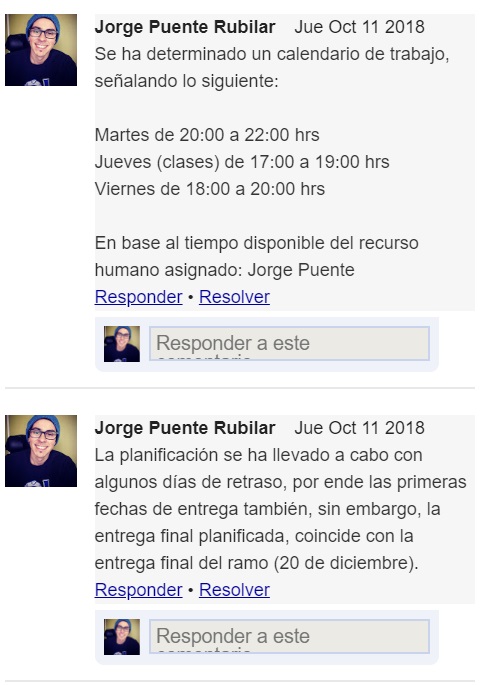 Jorge Puente Rubilar Jue Oct 11 2018
Se ha determinado un calendario de trabajo,
señalando lo siguiente:
Martes de 20:00 a 22:00 hrs
Jueves (clases) de 17:00 a 19:00 hrs
Viernes de 18:00 a 20:00 hrs
En base al tiempo disponible del recurso
humano asignado: Jorge Puente
Responder • Resolver
Responder a este
comentario
Jorge Puente Rubilar Jue Oct 11 2018
La planificación se ha llevado a cabo con
algunos días de retraso, por ende las primeras
fechas de entrega también, sin embargo, la
entrega final planificada, coincide con la
entrega final del ramo (20 de diciembre).
Responder • Resolver
Responder a este
comentario